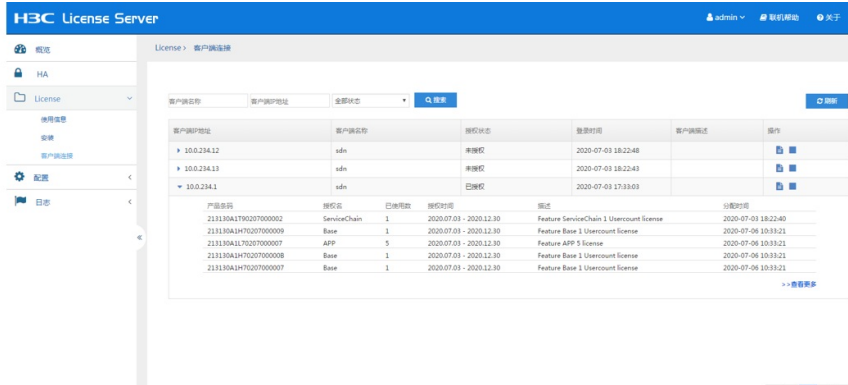 H3C License Server
admin 联机帮助 关于
概览
License > 客户端连接
HA
License
使用信息
安装
客户端连接
配置
日志
客户端名称 客户端IP地址 全部状态 搜索 刷新
客户端IP地址 客户端名称 授权状态 登录时间 客户端描述 操作
10.0.234.12 sdn 未授权 2020-07-03 18:22:48
10.0.234.13 sdn 未授权 2020-07-03 18:22:43
10.0.234.1 sdn 已授权 2020-07-03 17:33:03
产品条码 授权名 已使用数 授权时间 描述 分配时间
213130A1T90207000002 ServiceChain 1 2020.07.03 - 2020.12.30 Feature ServiceChain 1 Usercount license 2020-07-03 18:22:40
213130A1H70207000009 Base 1 2020.07.03 - 2020.12.30 Feature Base 1 Usercount license 2020-07-06 10:33:21
213130A1L70207000007 APP 5 2020.07.03 - 2020.12.30 Feature APP 5 license 2020-07-06 10:33:21
213130A1H7020700000B Base 1 2020.07.03 - 2020.12.30 Feature Base 1 Usercount license 2020-07-06 10:33:21
213130A1H70207000007 Base 1 2020.07.03 - 2020.12.30 Feature Base 1 Usercount license 2020-07-06 10:33:21
>>查看更多